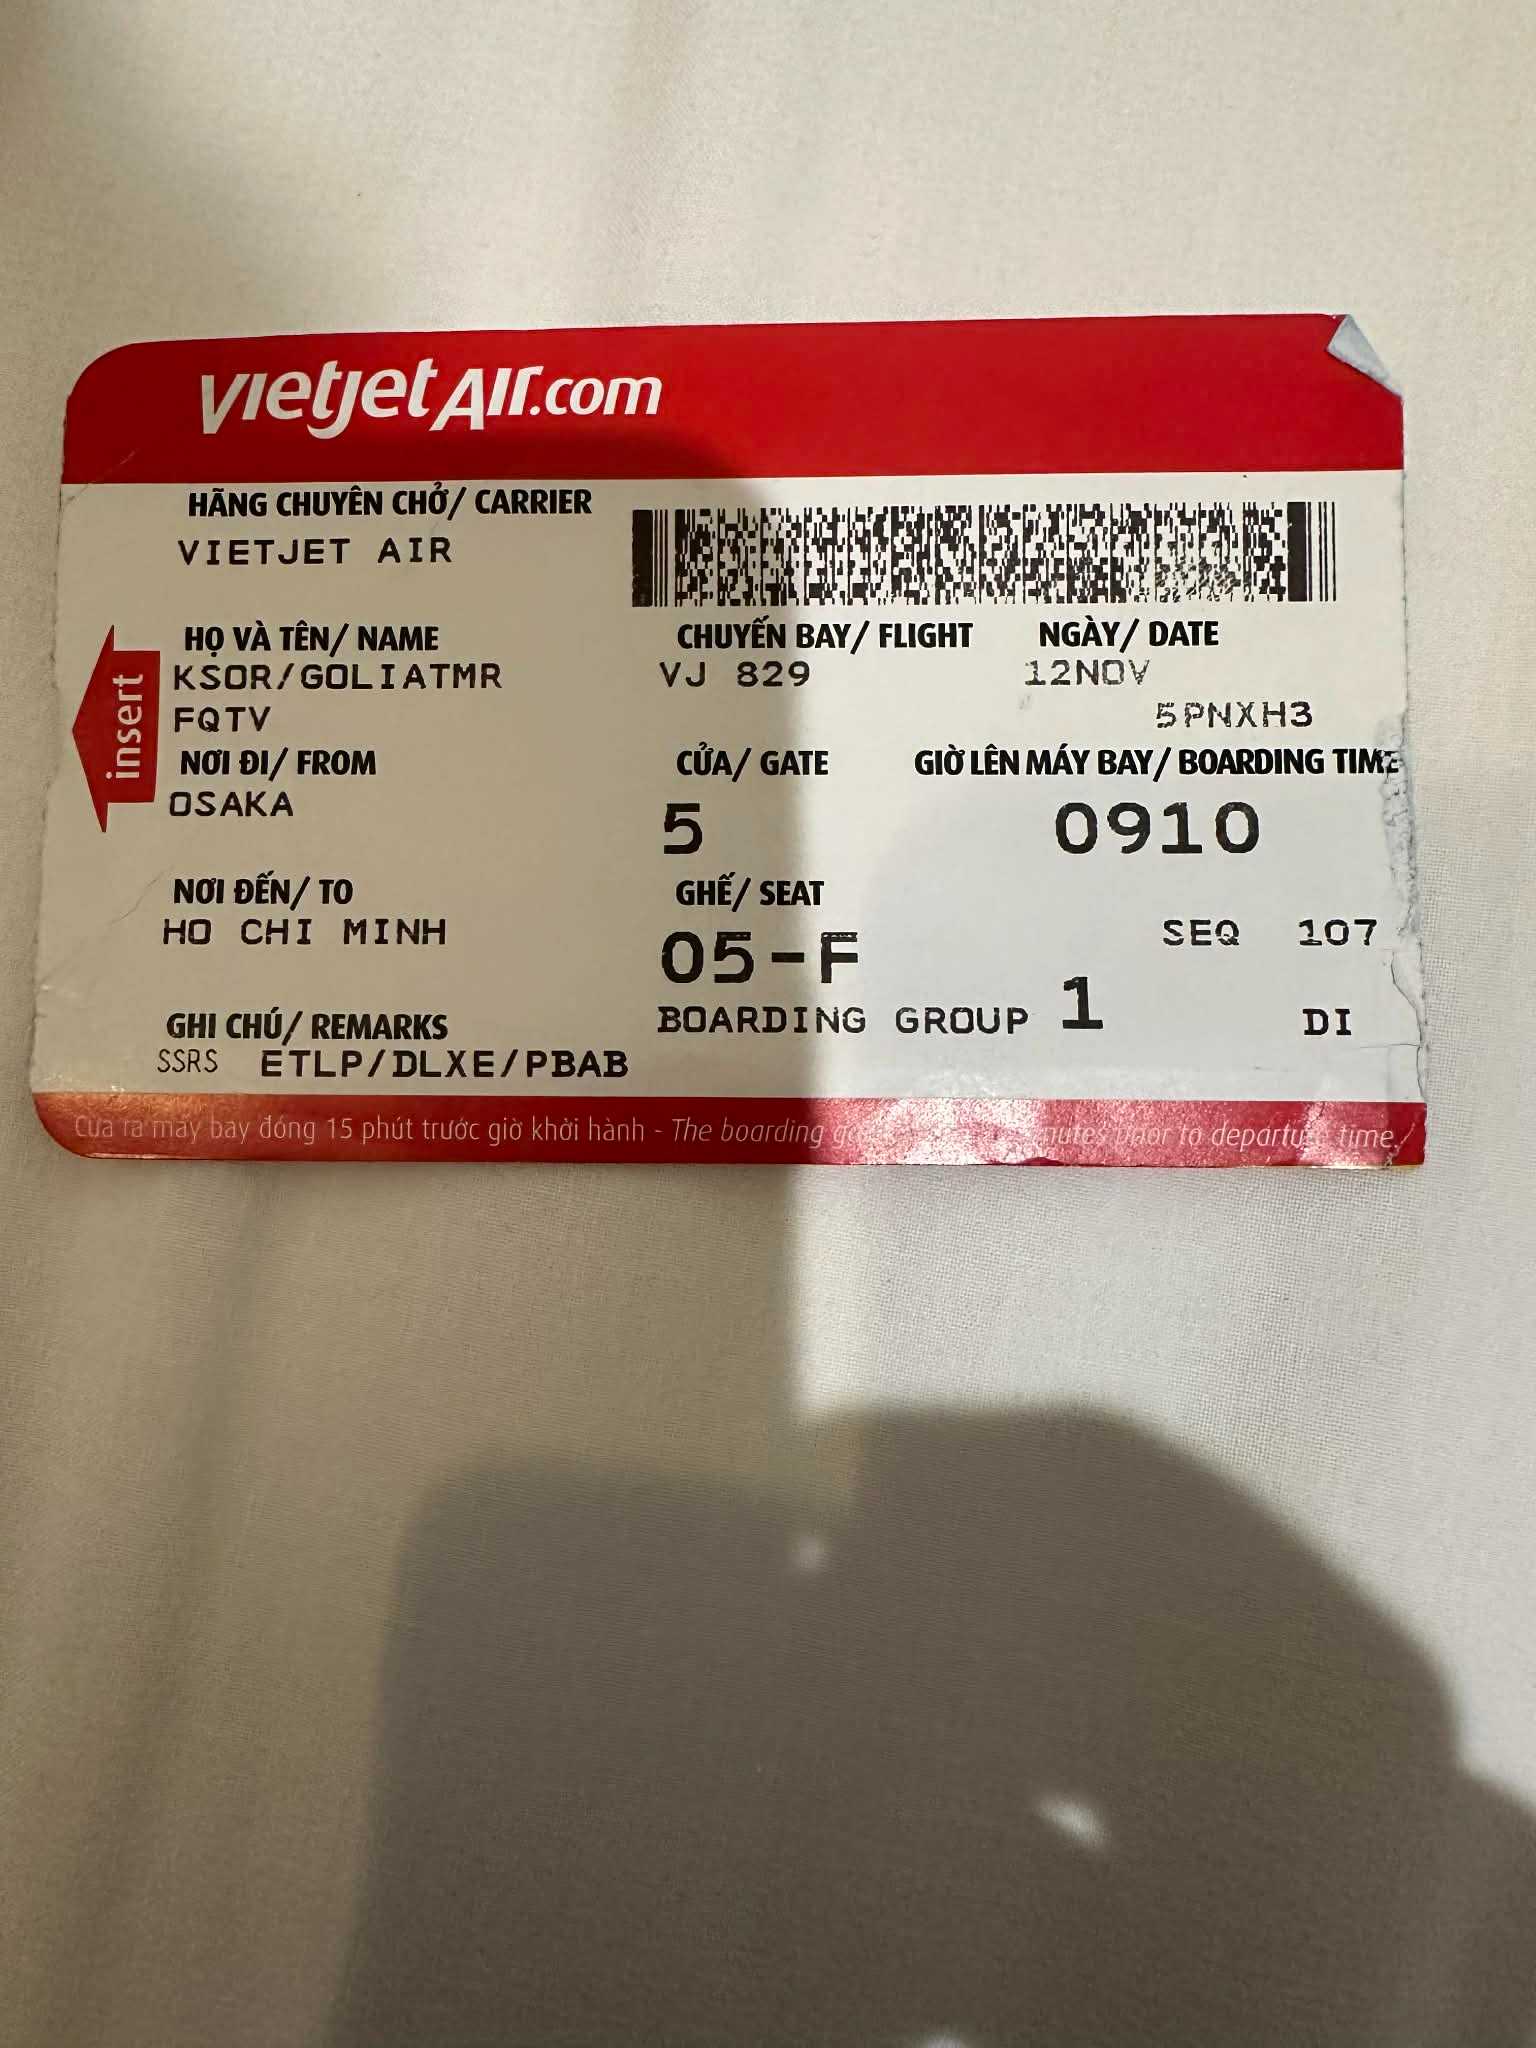 vietjet Air.com
HÃNG CHUYÊN CHỞ/ CARRIER
VIETJET AIR
HỌ VÀ TÊN/ NAME
KSOR/GOLIATMR
FQTV
CHUYẾN BAY/ FLIGHT
VJ 829
NGÀY/ DATE
12NOV
5PNXH3
insert
NƠI ĐI/ FROM
OSAKA
CỬA/ GATE
5
GIỜ LÊN MÁY BAY/ BOARDING TIME
0910
NƠI ĐẾN/ TO
HO CHI MINH
GHẾ/ SEAT
05-F
SEQ 107
BOARDING GROUP 1
DI
GHI CHÚ/ REMARKS
SSRS ETLP/DLXE/PBAB
Cửa ra máy bay đóng 15 phút trước giờ khởi hành - The boarding prior to departure time.